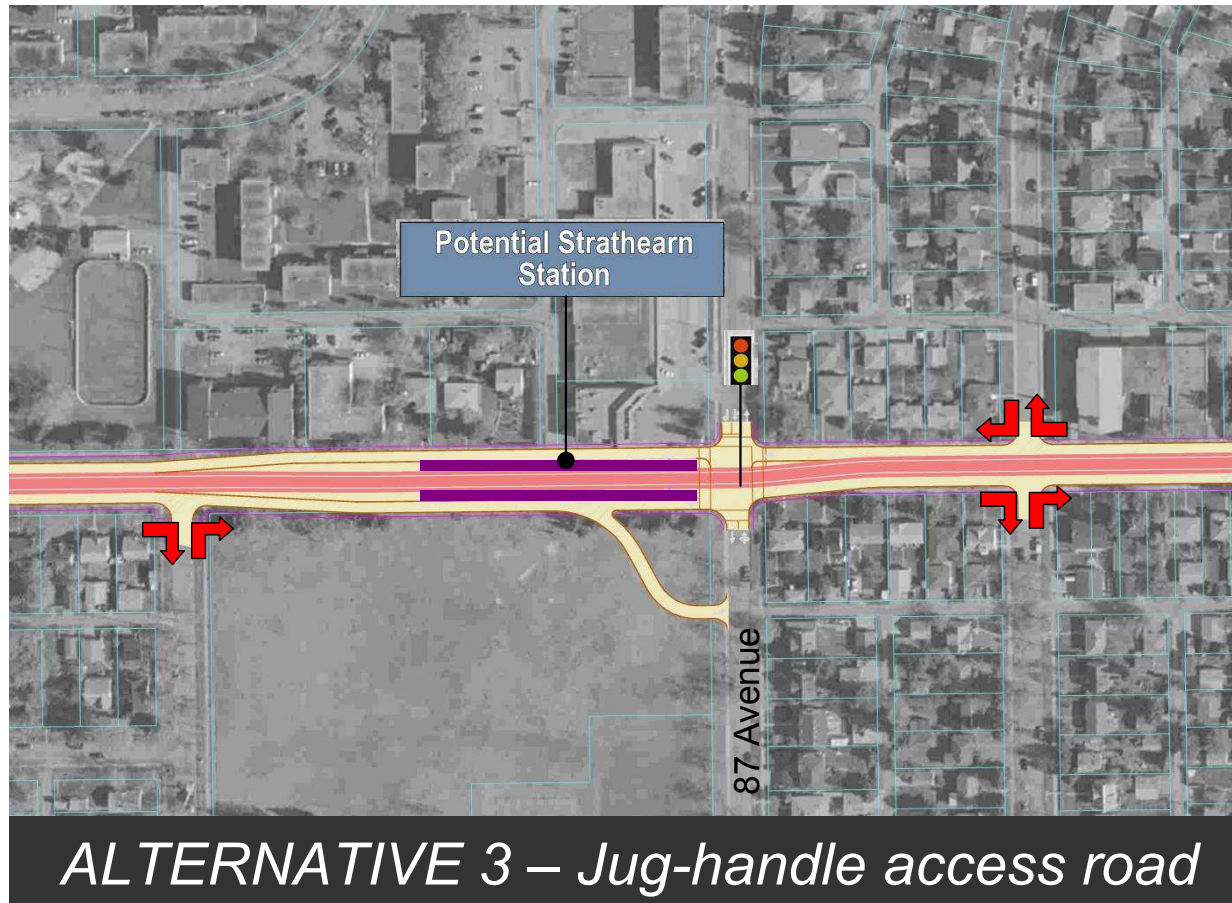 Potential Strathearn
Station
87 Avenue
ALTERNATIVE 3 – Jug-handle access road